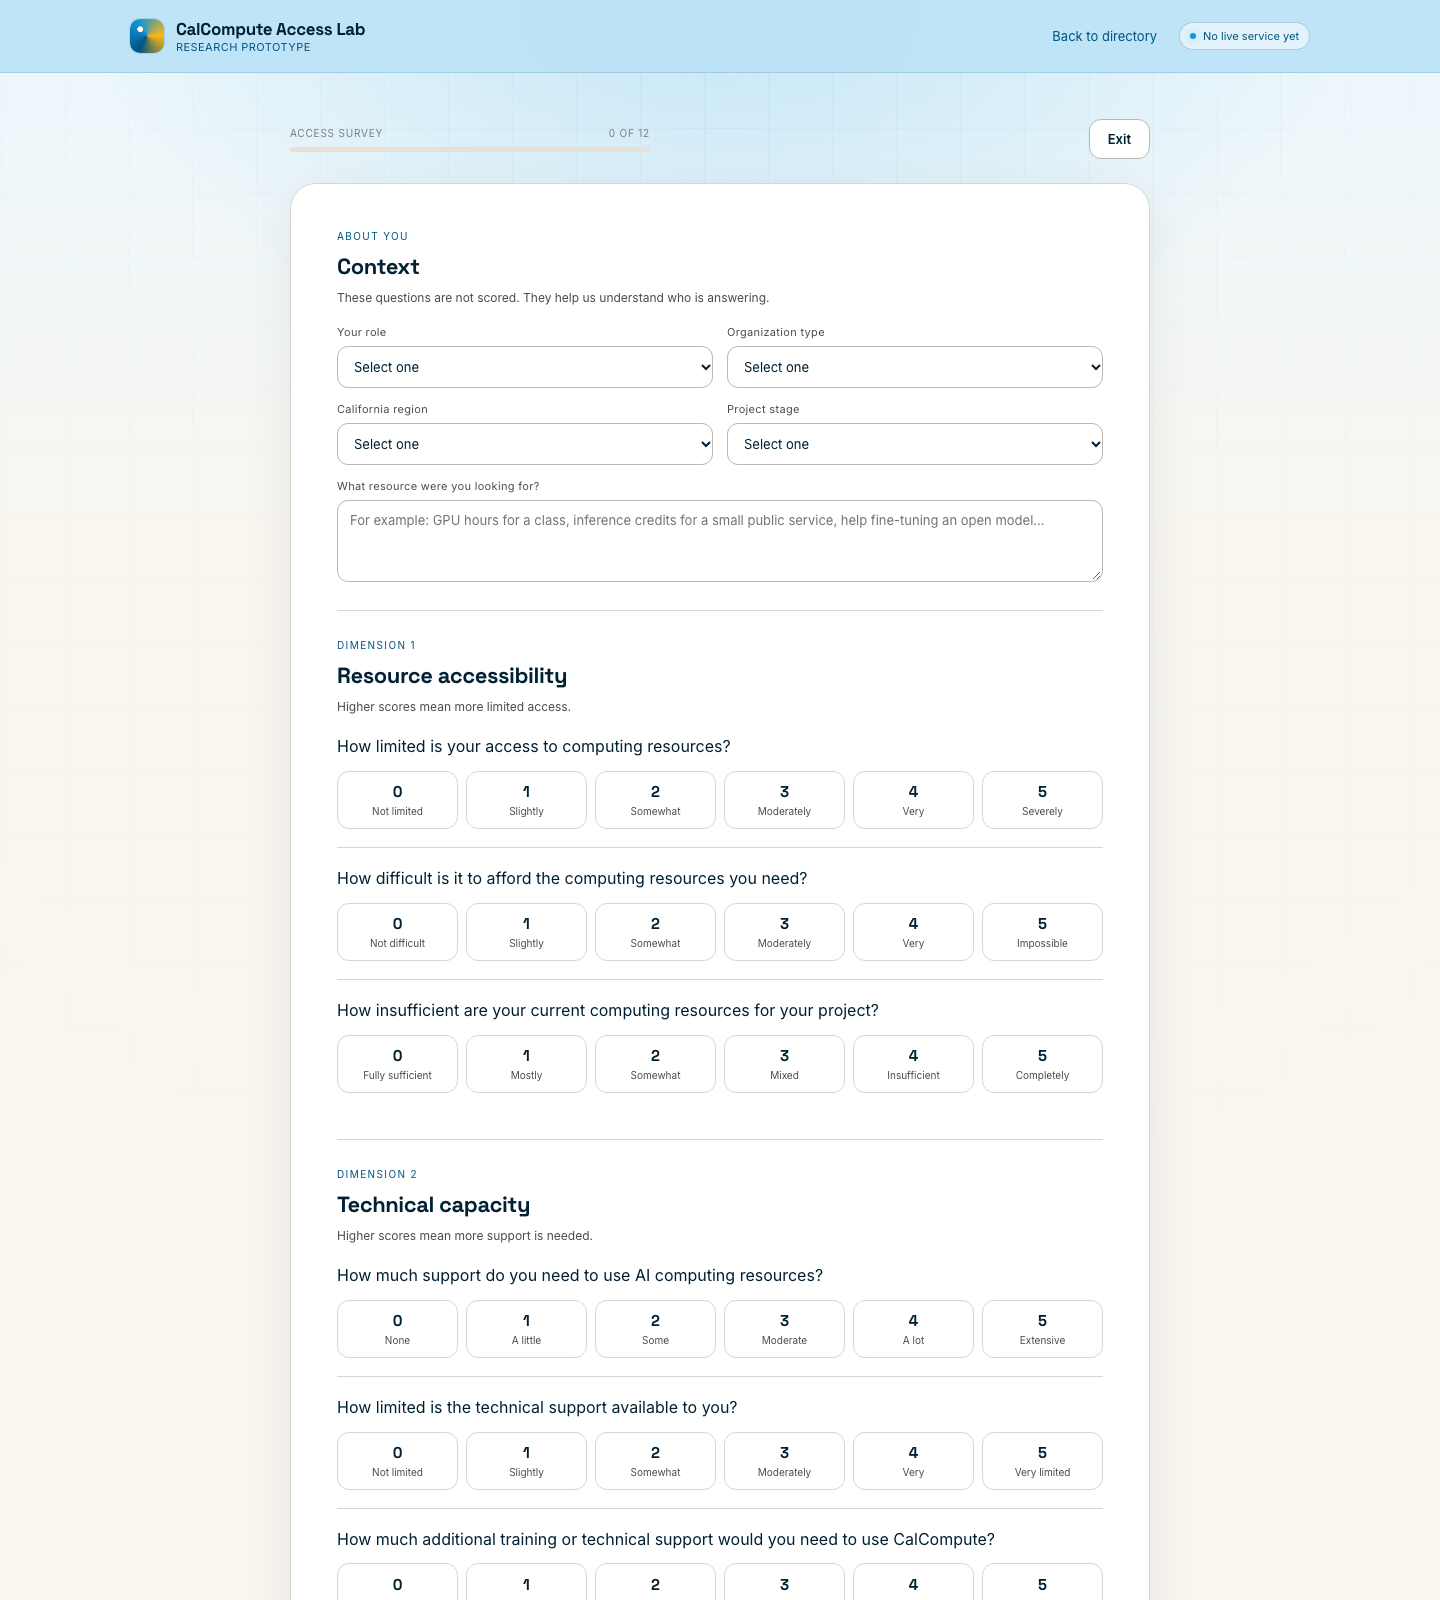 CalCompute Access Lab
RESEARCH PROTOTYPE
Back to directory
No live service yet
ACCESS SURVEY 0 OF 12
Exit
ABOUT YOU
Context
These questions are not scored. They help us understand who is answering.
Your role Organization type
Select one Select one
California region Project stage
Select one Select one
What resource were you looking for?
For example: GPU hours for a class, inference credits for a small public service, help fine-tuning an open model...
DIMENSION 1
Resource accessibility
Higher scores mean more limited access.
How limited is your access to computing resources?
0 1 2 3 4 5
Not limited Slightly Somewhat Moderately Very Severely
How difficult is it to afford the computing resources you need?
0 1 2 3 4 5
Not difficult Slightly Somewhat Moderately Very Impossible
How insufficient are your current computing resources for your project?
0 1 2 3 4 5
Fully sufficient Mostly Somewhat Mixed Insufficient Completely
DIMENSION 2
Technical capacity
Higher scores mean more support is needed.
How much support do you need to use AI computing resources?
0 1 2 3 4 5
None A little Some Moderate A lot Extensive
How limited is the technical support available to you?
0 1 2 3 4 5
Not limited Slightly Somewhat Moderately Very Very limited
How much additional training or technical support would you need to use CalCompute?
0 1 2 3 4 5